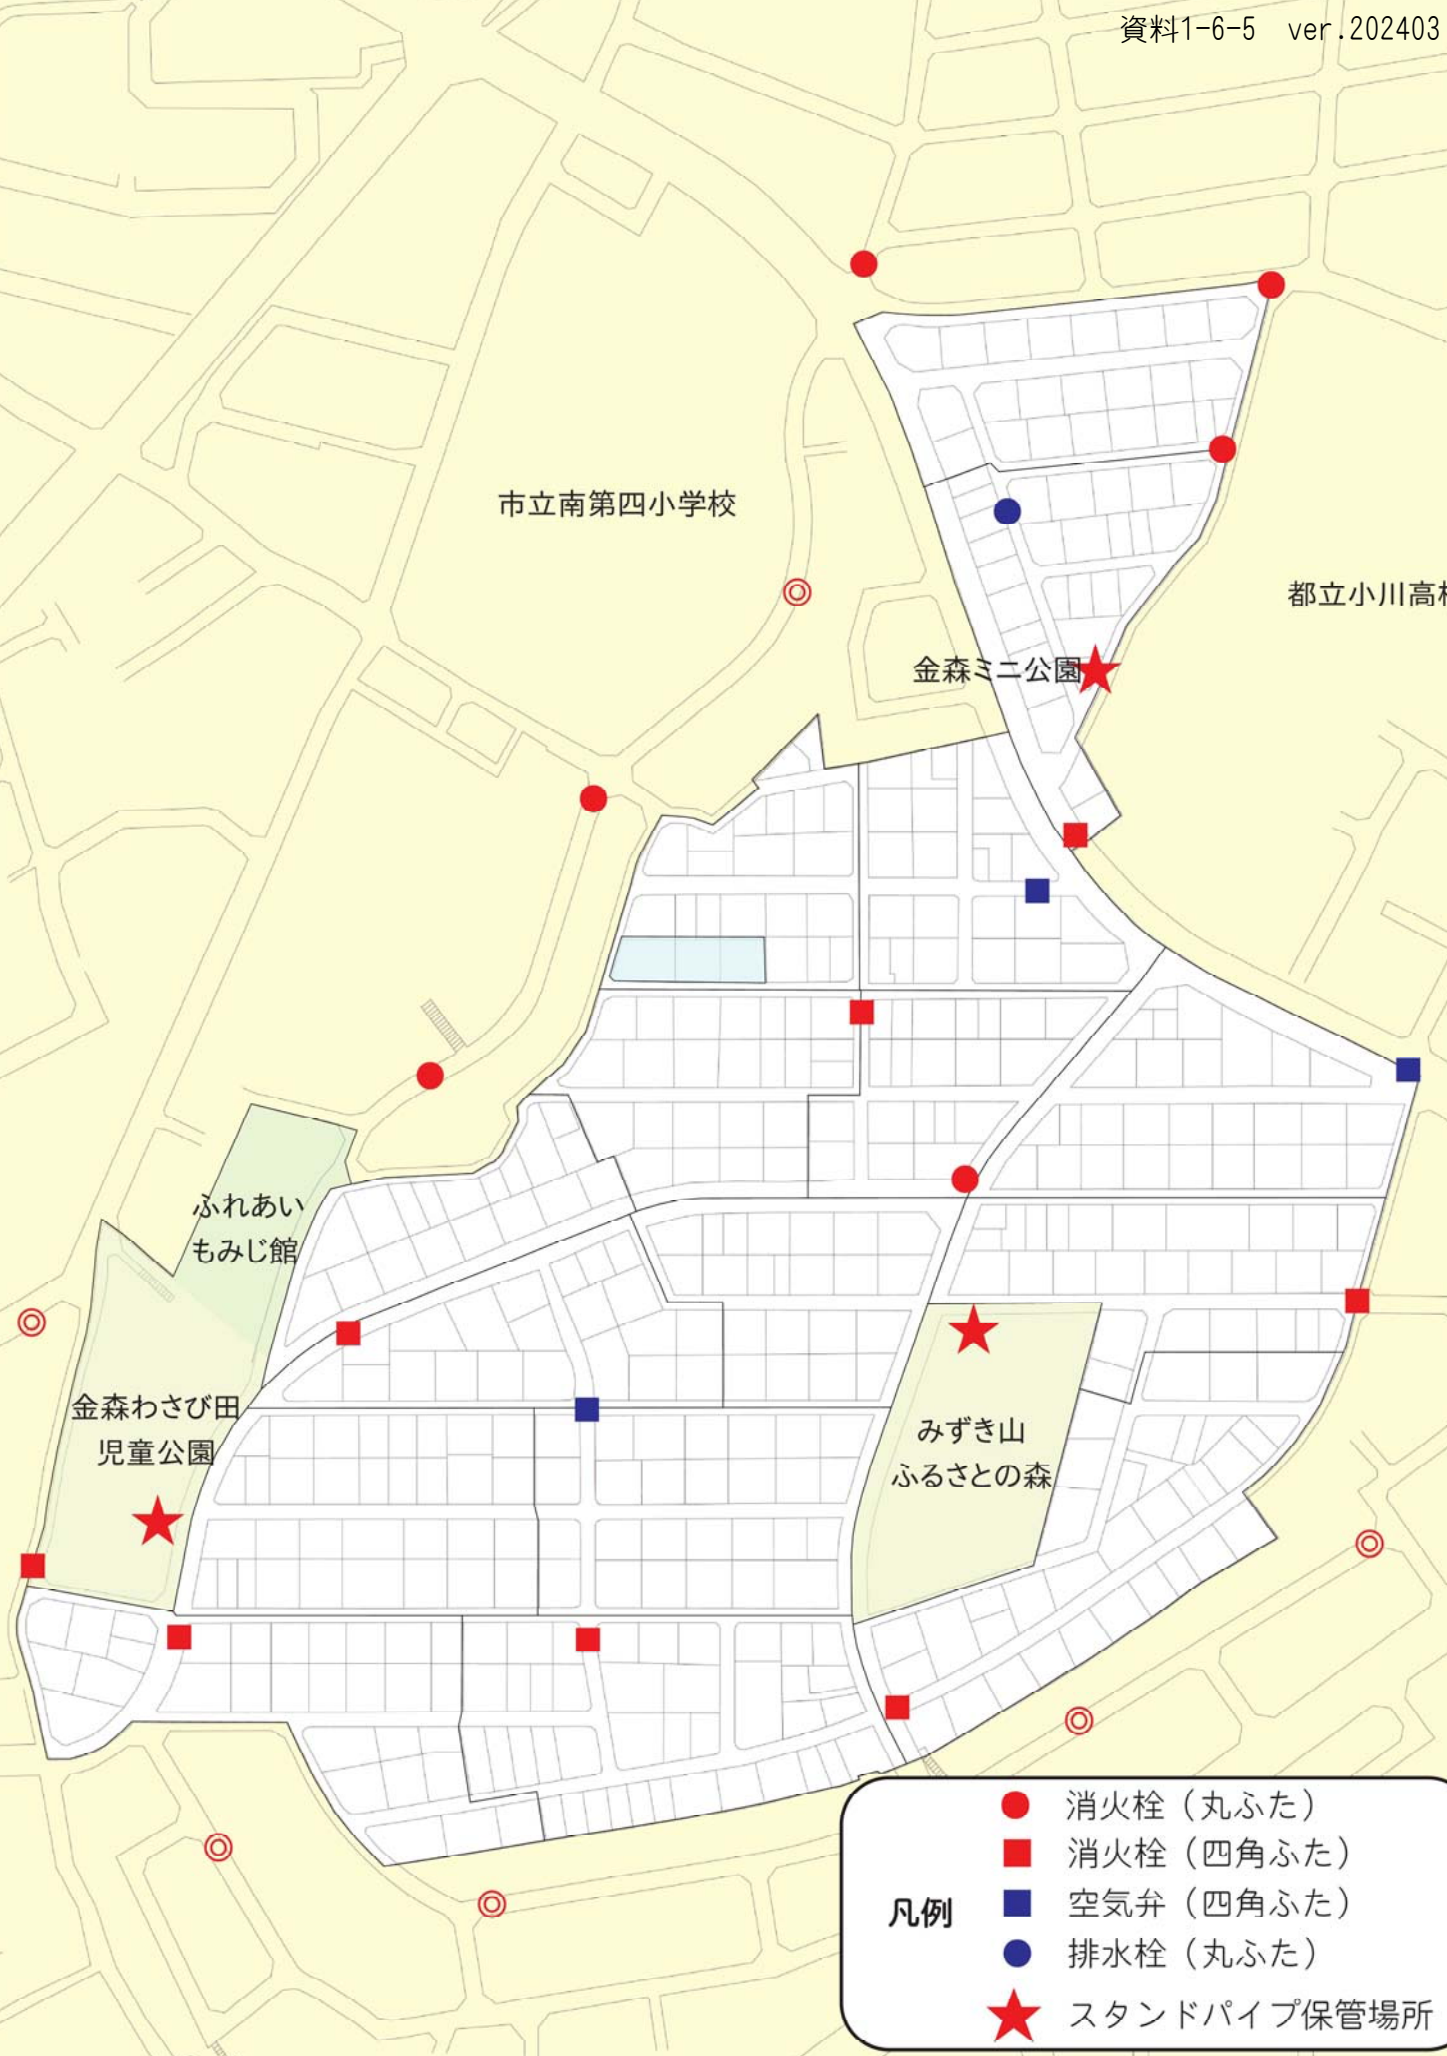 資料1-6-5　ver.202403
市立南第四小学校
都立小川高
金森ミニ公園
ふれあい
もみじ館
金森わさび田
児童公園
みずき山
ふるさとの森
凡例
消火栓（丸ふた）
消火栓（四角ふた）
空気弁（四角ふた）
排水栓（丸ふた）
スタンドパイプ保管場所